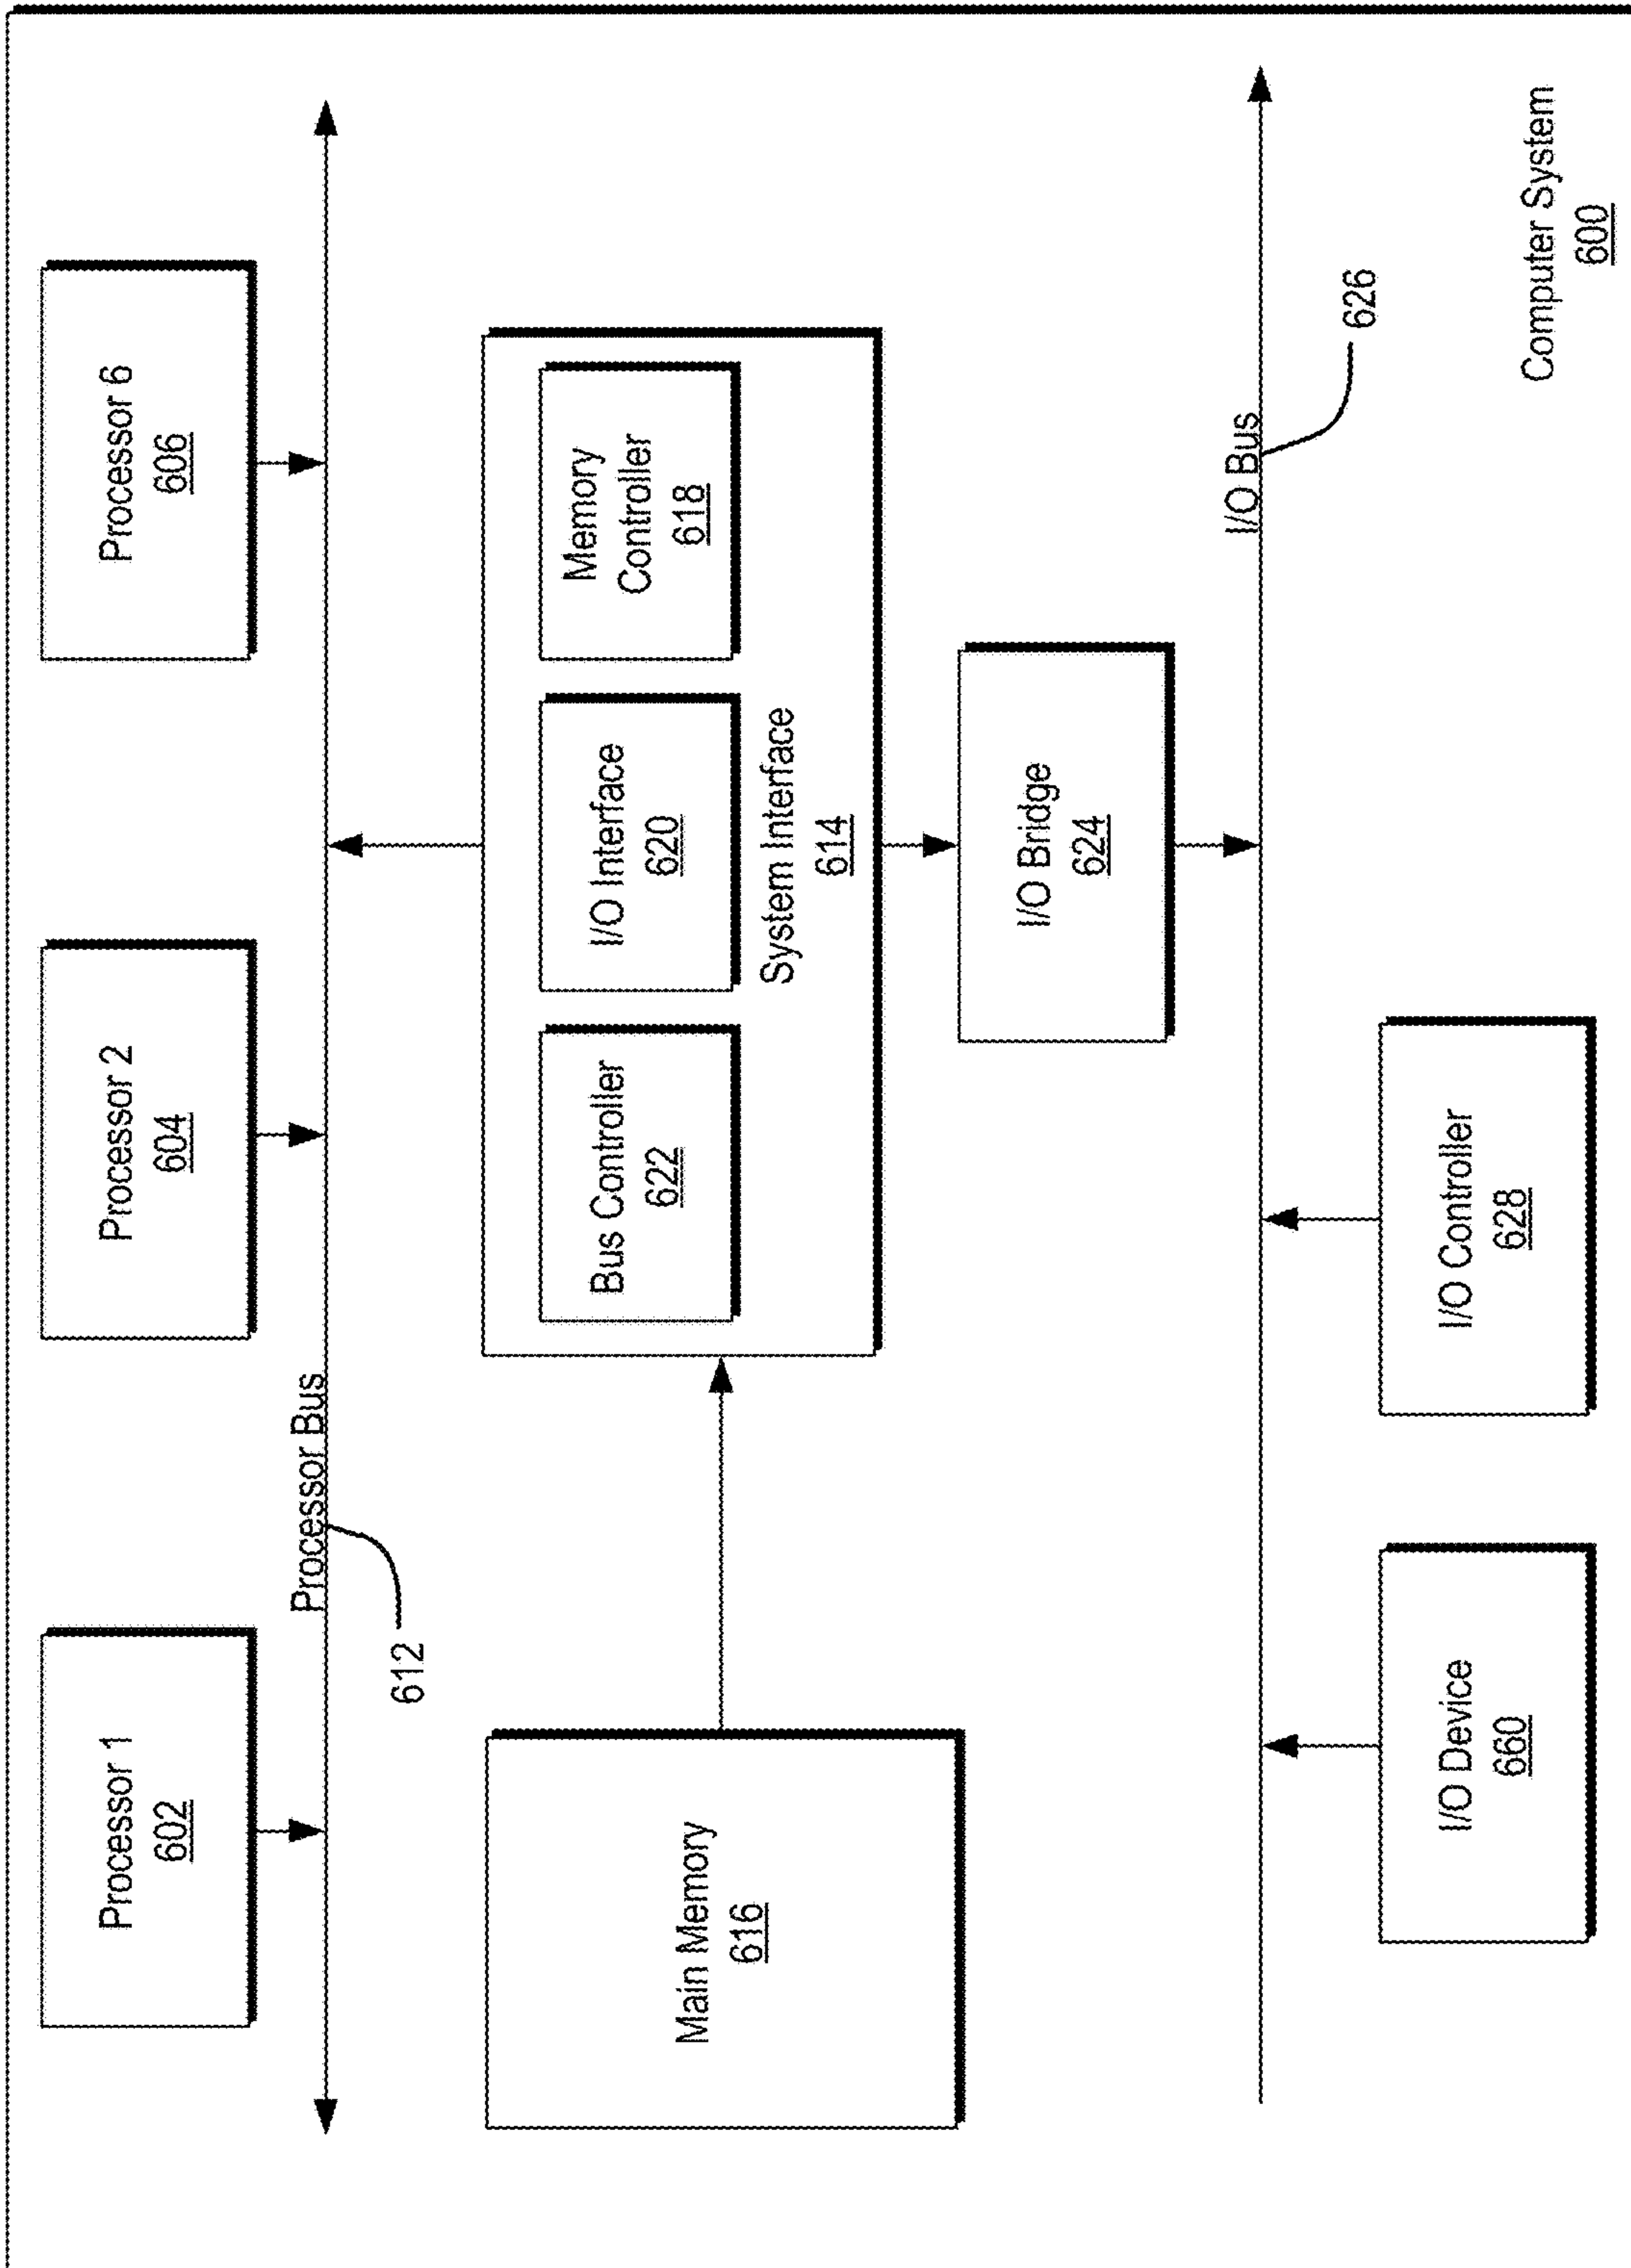 Processor 1
602
Processor 2
604
Processor 6
606
Processor Bus
612
Main Memory
616
Bus Controller
622
I/O Interface
620
Memory
Controller
618
System Interface
614
I/O Bridge
624
I/O Bus
626
I/O Device
660
I/O Controller
628
Computer System
600